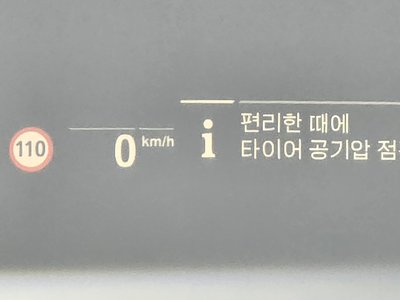 110
0 km/h
i
편리한 때에
타이어 공기압 점